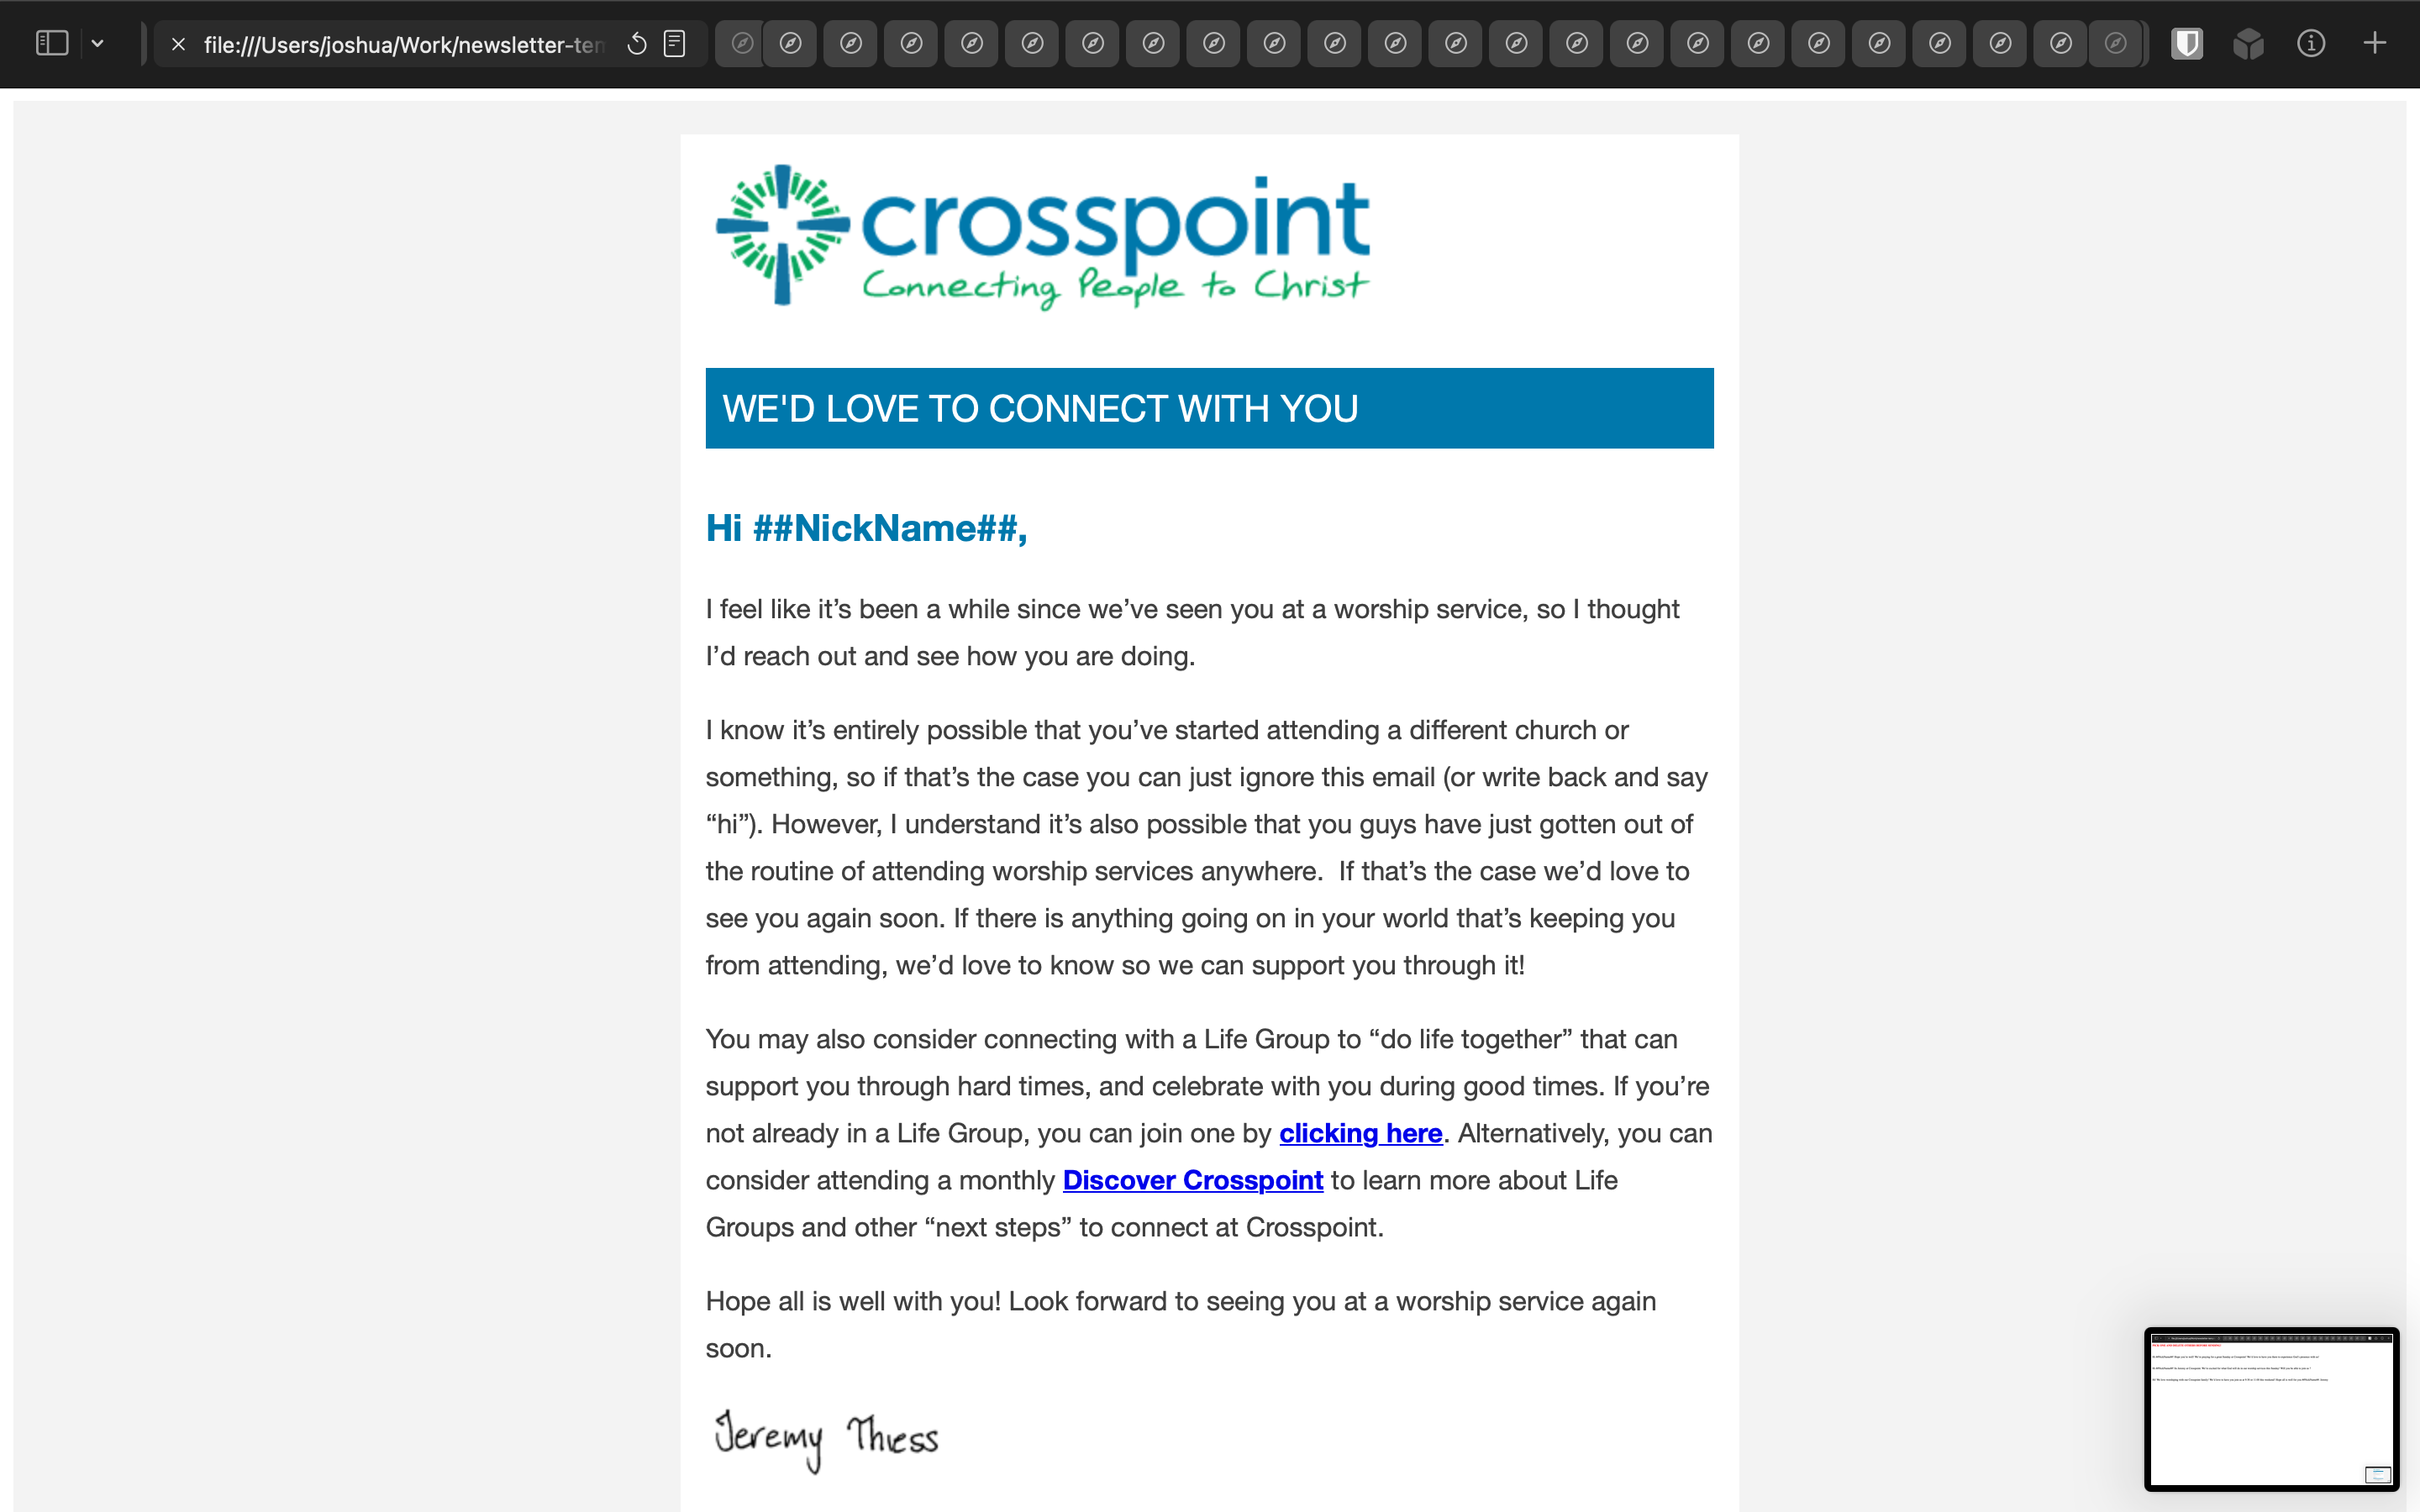 file:///Users/joshua/Work/newsletter-ten
crosspoint
Connecting People to Christ
WE'D LOVE TO CONNECT WITH YOU
Hi ##NickName##,
I feel like it’s been a while since we’ve seen you at a worship service, so I thought
I’d reach out and see how you are doing.
I know it’s entirely possible that you’ve started attending a different church or
something, so if that’s the case you can just ignore this email (or write back and say
“hi”). However, I understand it’s also possible that you guys have just gotten out of
the routine of attending worship services anywhere.  If that’s the case we’d love to
see you again soon. If there is anything going on in your world that’s keeping you
from attending, we’d love to know so we can support you through it!
You may also consider connecting with a Life Group to “do life together” that can
support you through hard times, and celebrate with you during good times. If you’re
not already in a Life Group, you can join one by clicking here. Alternatively, you can
consider attending a monthly Discover Crosspoint to learn more about Life
Groups and other “next steps” to connect at Crosspoint.
Hope all is well with you! Look forward to seeing you at a worship service again
soon.
Jeremy Thiess